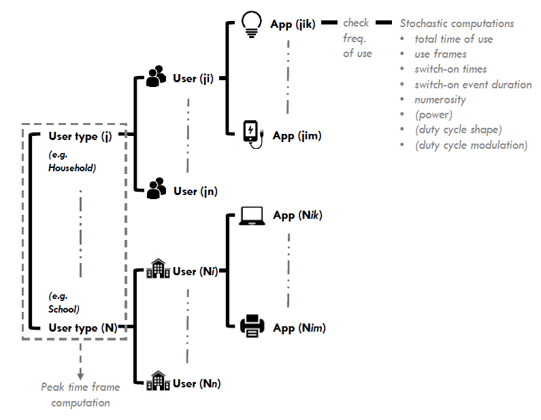 App (jik)
check
freq.
of use
Stochastic computations
• total time of use
• use frames
• switch-on times
• switch-on event duration
• numerosity
• (power)
• (duty cycle shape)
• (duty cycle modulation)
User (ji)
App (jim)
User type (j)
(e.g.
Household)
User (jn)
App (Nik)
User (Ni)
(e.g.
School)
User type (N)
App (Nim)
User (Nn)
Peak time frame
computation